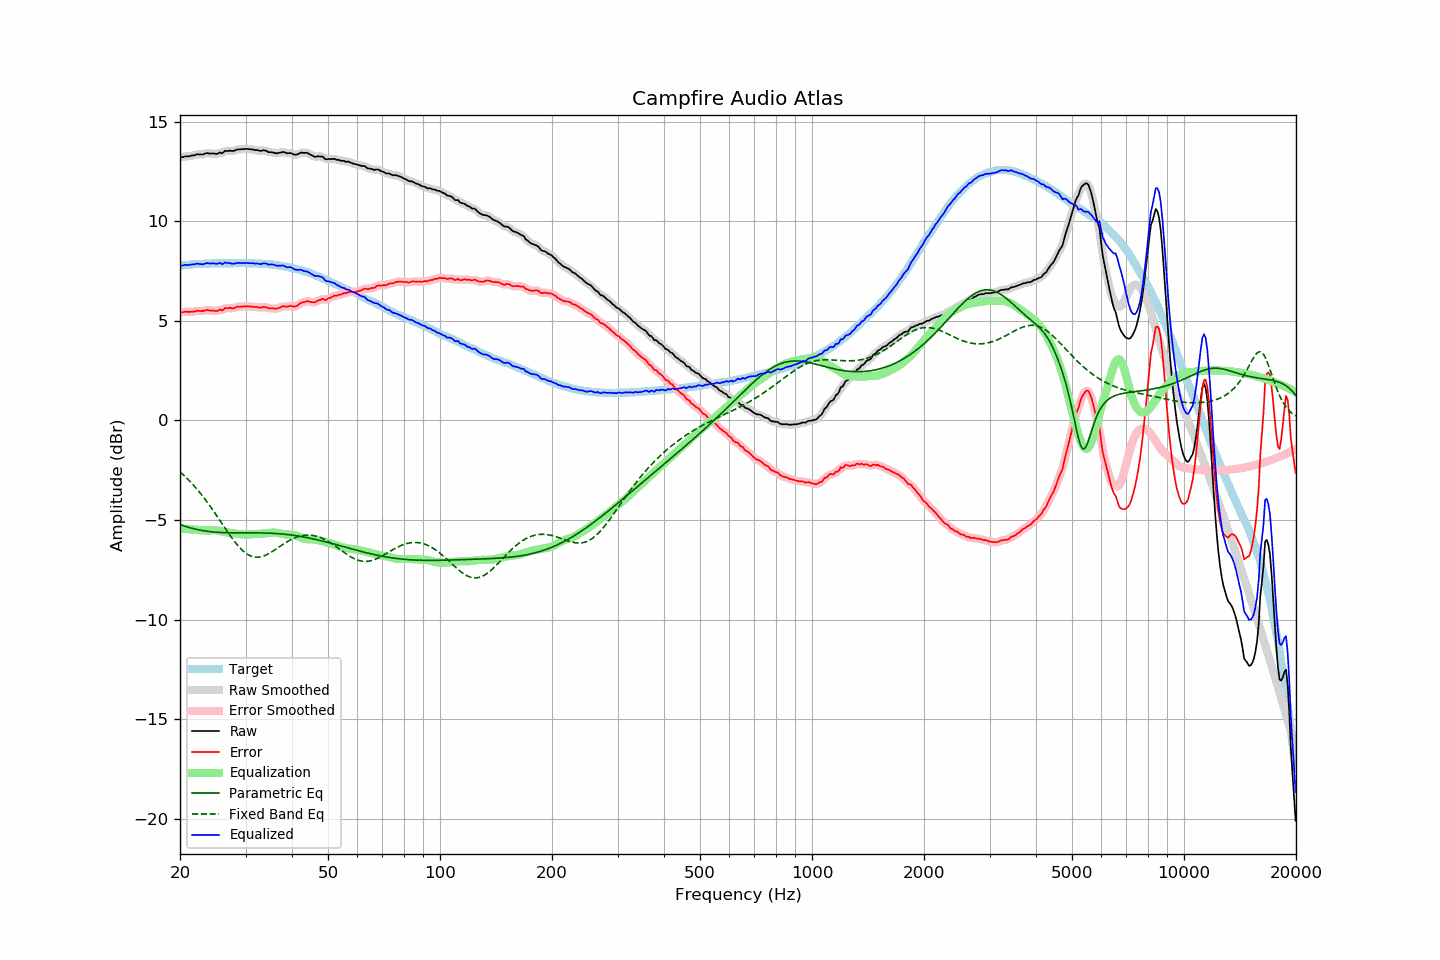 Campfire Audio Atlas
15
10
5
0
−5
−10
−15
−20
Amplitude (dBr)
Target
Raw Smoothed
Error Smoothed
Raw
Error
Equalization
Parametric Eq
Fixed Band Eq
Equalized
20 50 100 200 500 1000 2000 5000 10000 20000
Frequency (Hz)